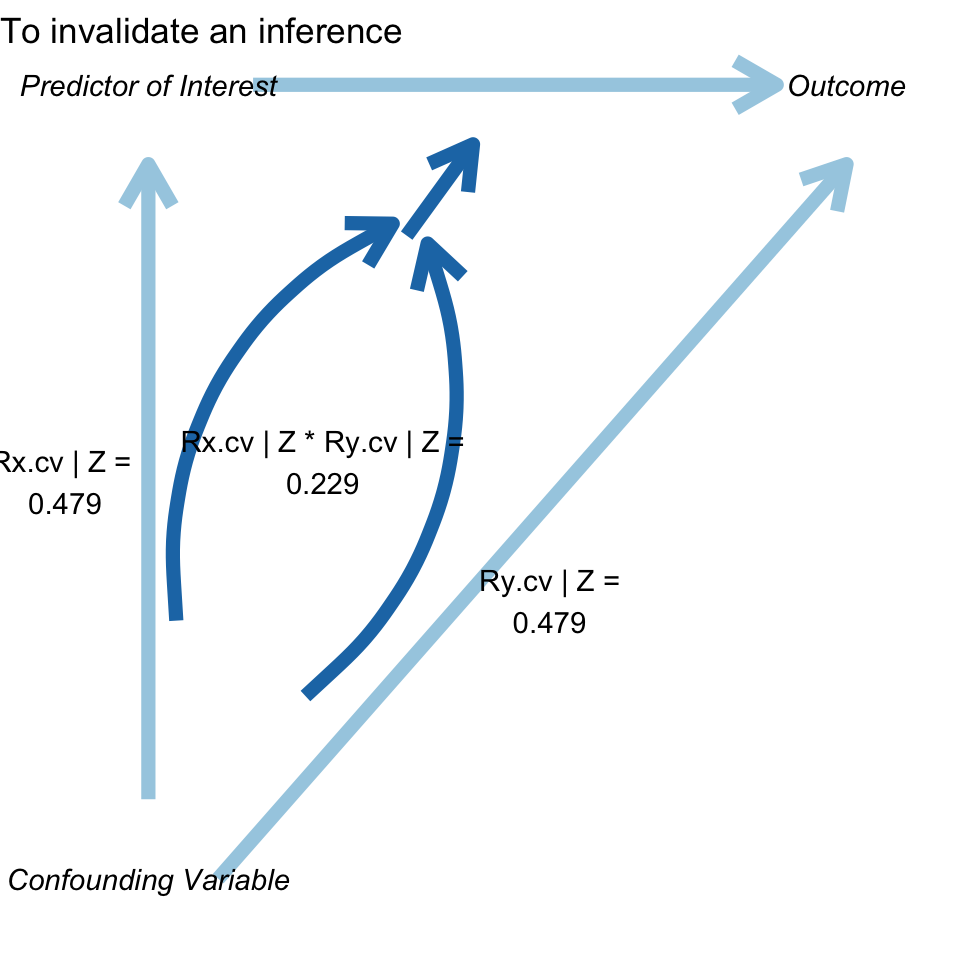 To invalidate an inference
Predictor of Interest
Outcome
Rx.cv | Z * Ry.cv | Z =
0.229
Rx.cv | Z =
0.479
Ry.cv | Z =
0.479
Confounding Variable